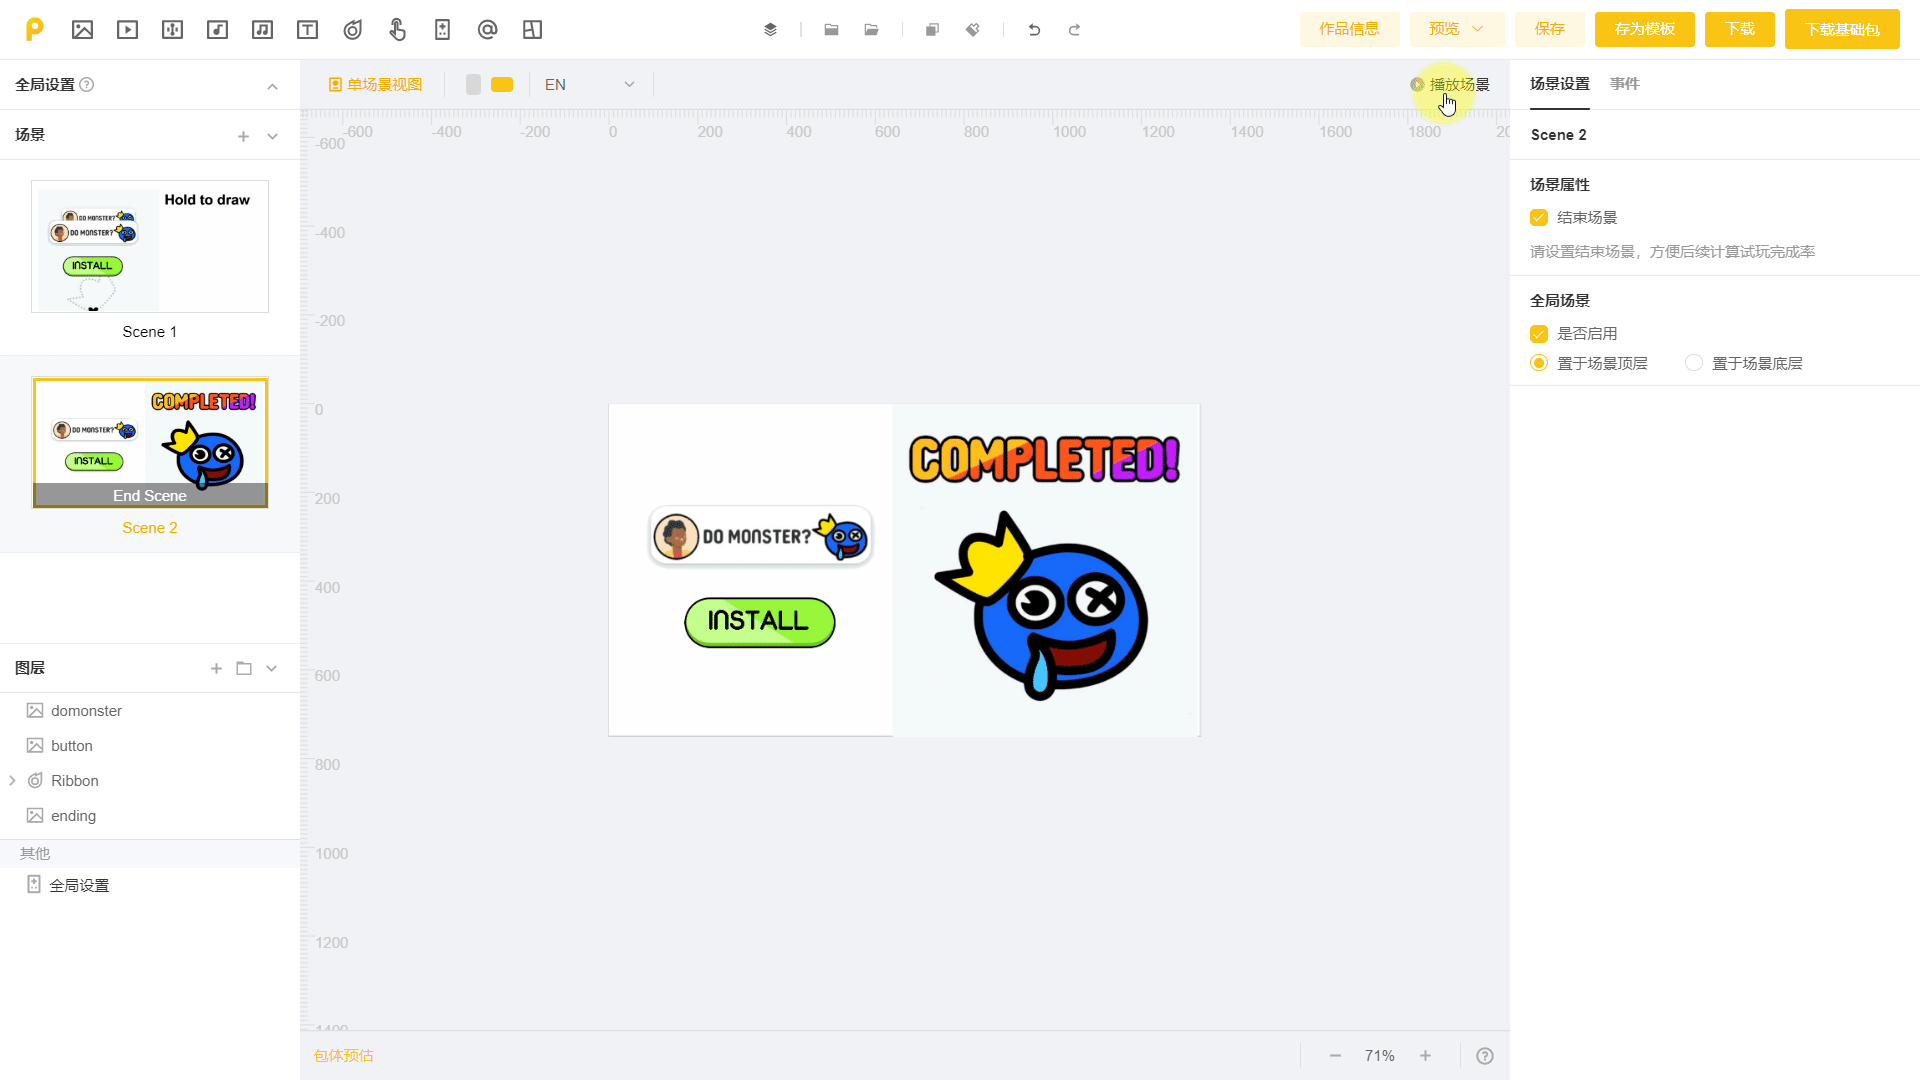 作品信息
预览
保存
存为模板
下载
下载基础包
全局设置
单场景视图
EN
播放场景
场景设置
事件
场景
-600
-400
-200
0
200
400
600
800
1000
1200
1400
1600
1800
-600
-400
-200
0
200
400
600
800
1000
1200
1400
DO MONSTER?
DO MONSTER?
INSTALL
Hold to draw
Scene 1
COMPLETED!
DO MONSTER?
INSTALL
End Scene
Scene 2
图层
domonster
button
Ribbon
ending
其他
全局设置
COMPLETED!
DO MONSTER?
INSTALL
包体预估
71%
Scene 2
场景属性
结束场景
请设置结束场景，方便后续计算试玩完成率
全局场景
是否启用
置于场景顶层
置于场景底层